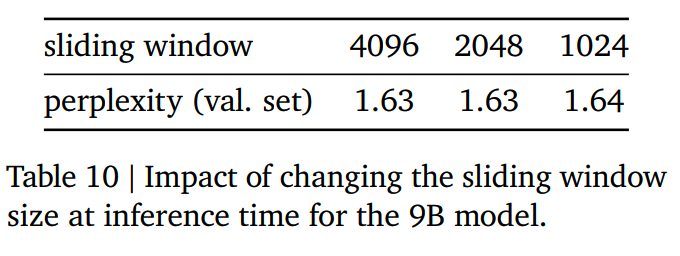 sliding window 4096 2048 1024
perplexity (val. set) 1.63 1.63 1.64
Table 10 | Impact of changing the sliding window
size at inference time for the 9B model.